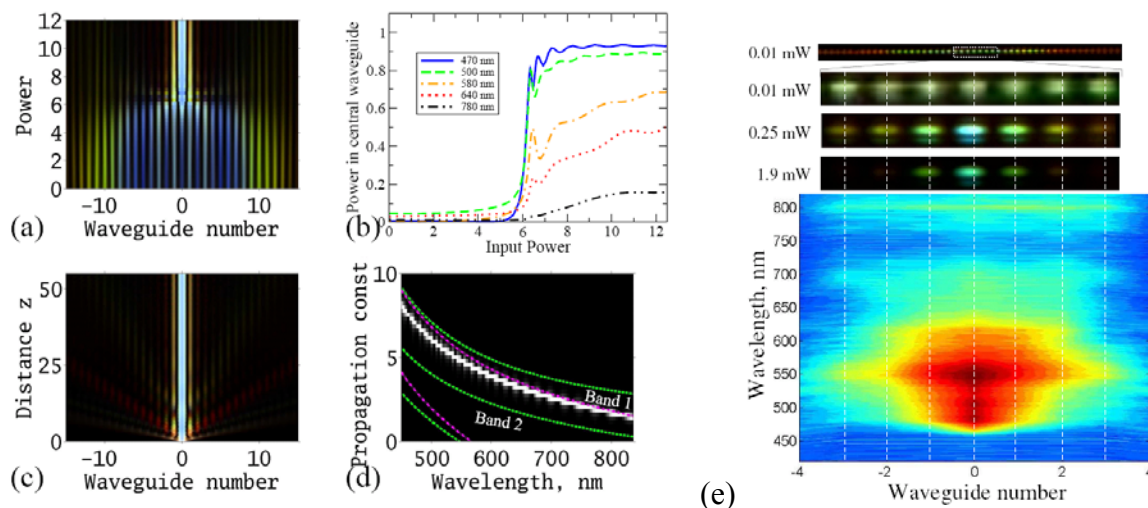 12
10
8
6
4
2
0
Power
-10 0 10
(a) Waveguide number
1
0.8
0.6
0.4
0.2
0
Power in central waveguide
470 nm
500 nm
580 nm
640 nm
780 nm
0 2 4 6 8 10 12
(b) Input Power
50
25
0
Distance z
-10 0 10
(c) Waveguide number
10
5
0
Propagation const
Band 1
Band 2
500 600 700 800
(d) Wavelength, nm
0.01 mW
0.01 mW
0.25 mW
1.9 mW
800
750
700
650
600
550
500
450
Wavelength, nm
-4 -2 0 2 4
(e) Waveguide number